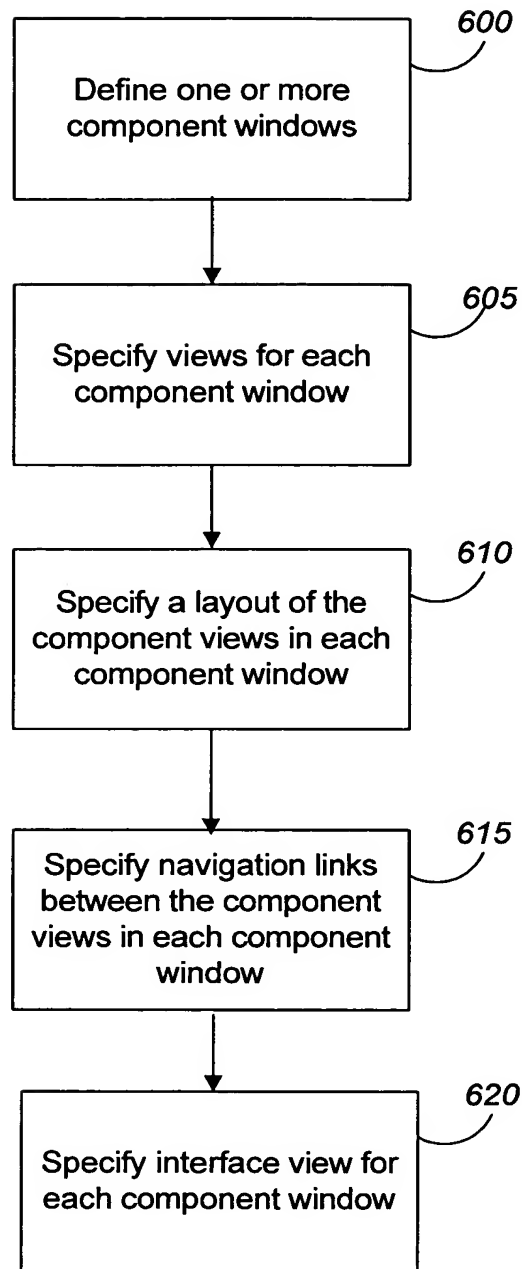 600
Define one or more
component windows
605
Specify views for each
component window
610
Specify a layout of the
component views in each
component window
615
Specify navigation links
between the component
views in each component
window
620
Specify interface view for
each component window